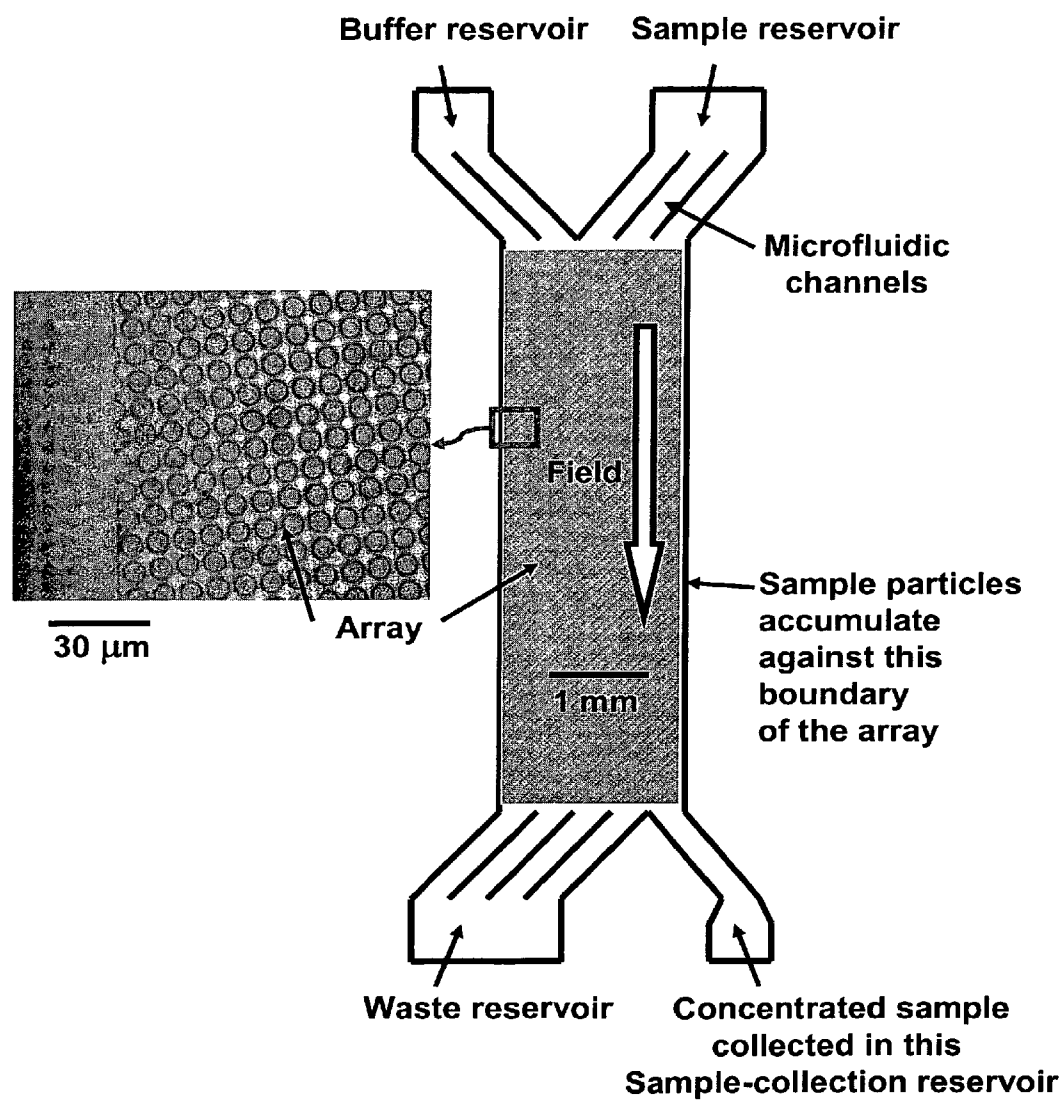 Buffer reservoir
Sample reservoir
Microfluidic
channels
Field
Array
30 μm
1 mm
Sample particles
accumulate
against this
boundary
of the array
Waste reservoir
Concentrated sample
collected in this
Sample-collection reservoir